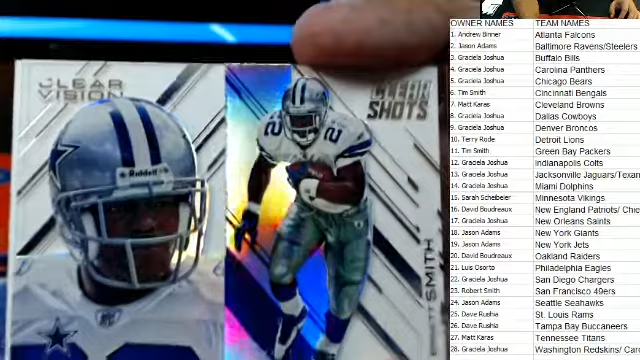 CLEAR
VISION
Riddell
CLEAR
SHOTS
22
SMITH
OWNER NAMES TEAM NAMES
1. Andrew Binner Atlanta Falcons
2. Jason Adams Baltimore Ravens/Steelers
3. Graciela Joshua Buffalo Bills
4. Graciela Joshua Carolina Panthers
5. Graciela Joshua Chicago Bears
6. Tim Smith Cincinnati Bengals
7. Matt Karas Cleveland Browns
8. Graciela Joshua Dallas Cowboys
9. Graciela Joshua Denver Broncos
10. Terry Rode Detroit Lions
11. Tim Smith Green Bay Packers
12. Graciela Joshua Indianapolis Colts
13. Graciela Joshua Jacksonville Jaguars/Texan
14. Graciela Joshua Miami Dolphins
15. Sarah Scheibeler Minnesota Vikings
16. David Boudreaux New England Patriots/ Chie
17. Graciela Joshua New Orleans Saints
18. Jason Adams New York Giants
19. Jason Adams New York Jets
20. David Boudreaux Oakland Raiders
21. Luis Osorto Philadelphia Eagles
22. Graciela Joshua San Diego Chargers
23. Robert Smith San Francisco 49ers
24. Jason Adams Seattle Seahawks
25. Dave Rushia St. Louis Rams
26. Dave Rushia Tampa Bay Buccaneers
27. Matt Karas Tennessee Titans
28. Graciela Joshua Washington Redskins/ Card